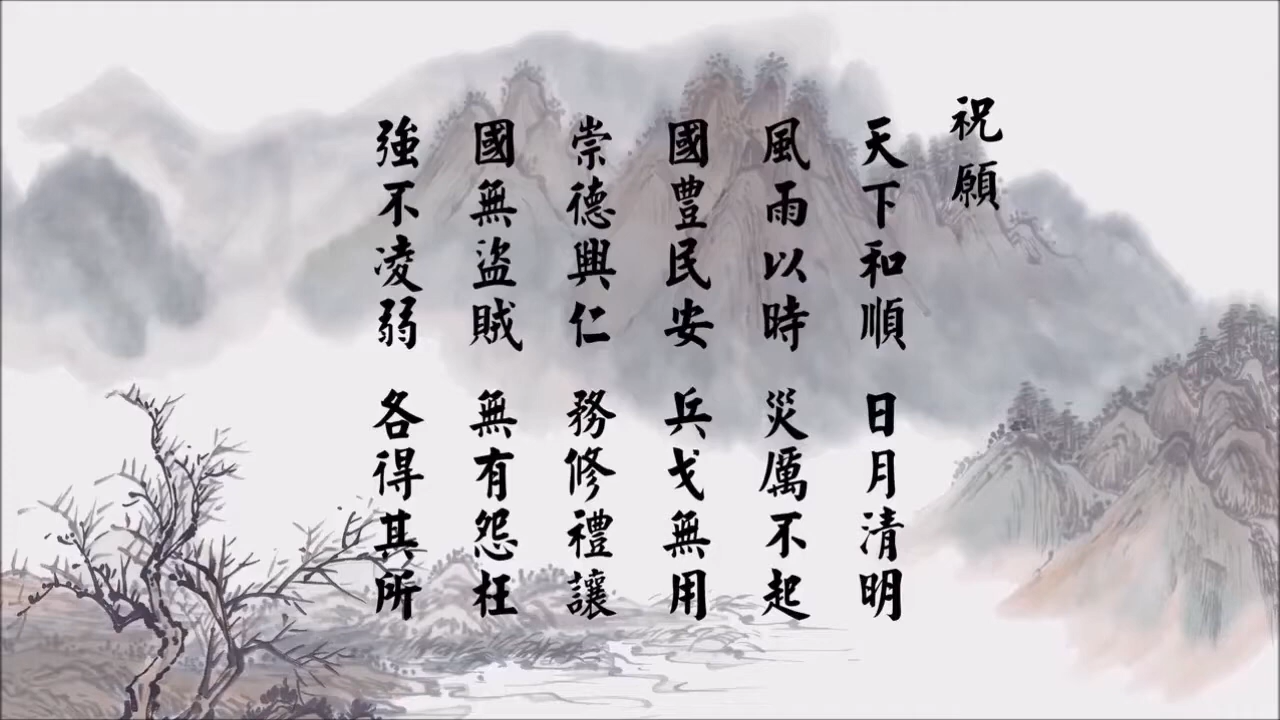 祝願
天下和順 日月清明
風雨以時 災厲不起
國豐民安 兵戈無用
崇德興仁 務修禮讓
國無盜賊 無有怨枉
強不凌弱 各得其所